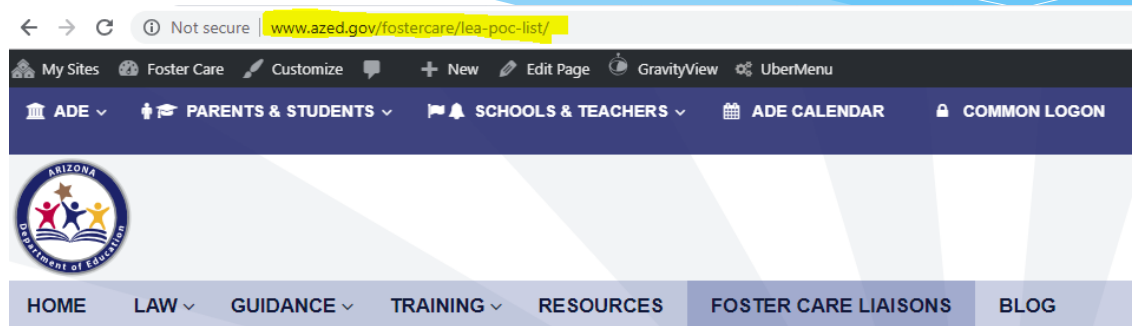 Not secure | www.azed.gov/fostercare/lea-poc-list/
My Sites Foster Care Customize + New Edit Page GravityView UberMenu
ADE PARENTS & STUDENTS SCHOOLS & TEACHERS ADE CALENDAR COMMON LOGON
ARIZONA
Department of Education
HOME LAW GUIDANCE TRAINING RESOURCES FOSTER CARE LIAISONS BLOG